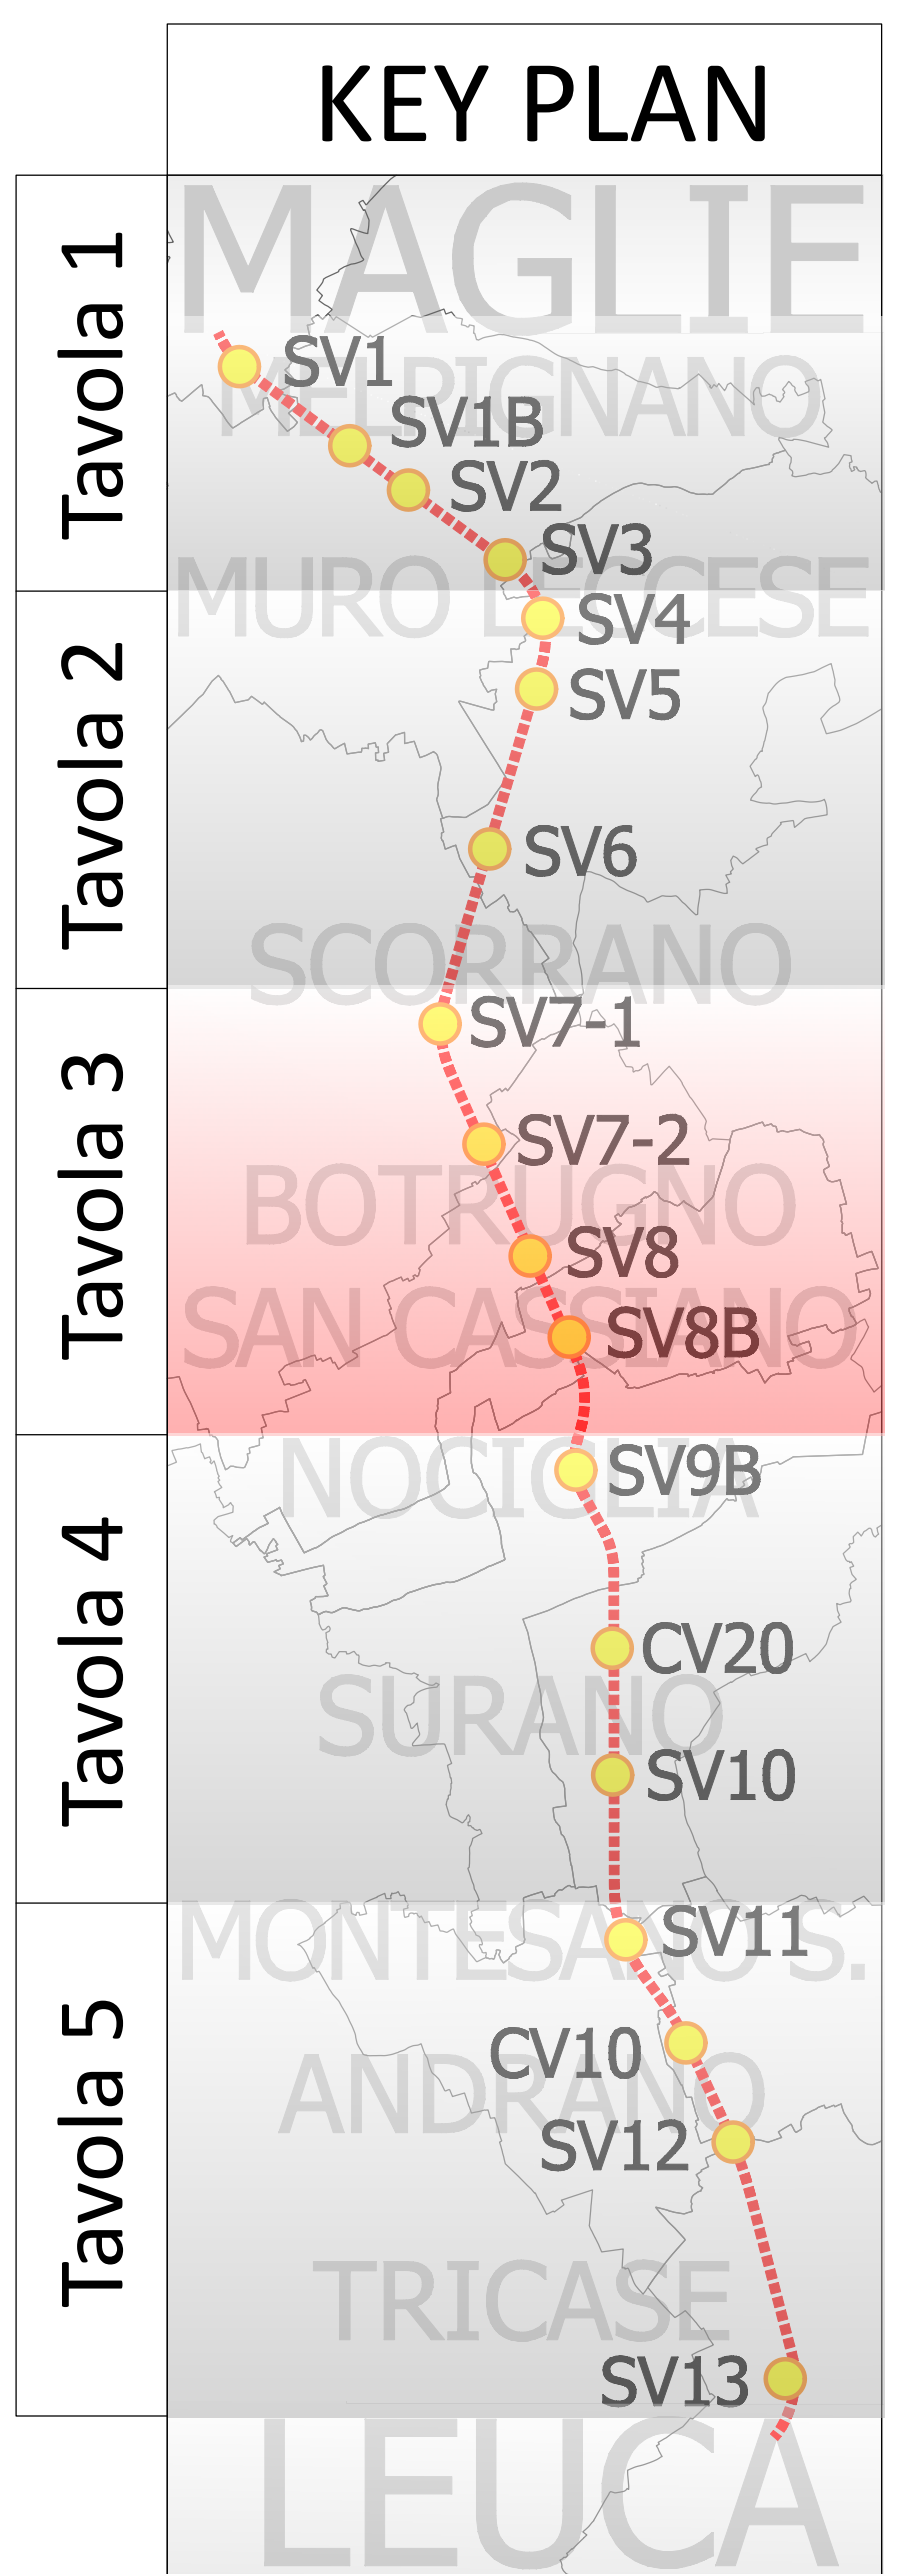 KEY PLAN
Tavola 1
MAGLIE
SV1
MELPIGNANO
SV1B
SV2
SV3
MURO LECCESE
Tavola 2
SV4
SV5
SV6
SCORRANO
Tavola 3
SV7-1
SV7-2
BOTRUGNO
SV8
SAN CASSIANO
SV8B
Tavola 4
NOCIGLIA
SV9B
CV20
SURANO
SV10
Tavola 5
MONTESANO S.
SV11
CV10
ANDRANO
SV12
TRICASE
SV13
LEUCA